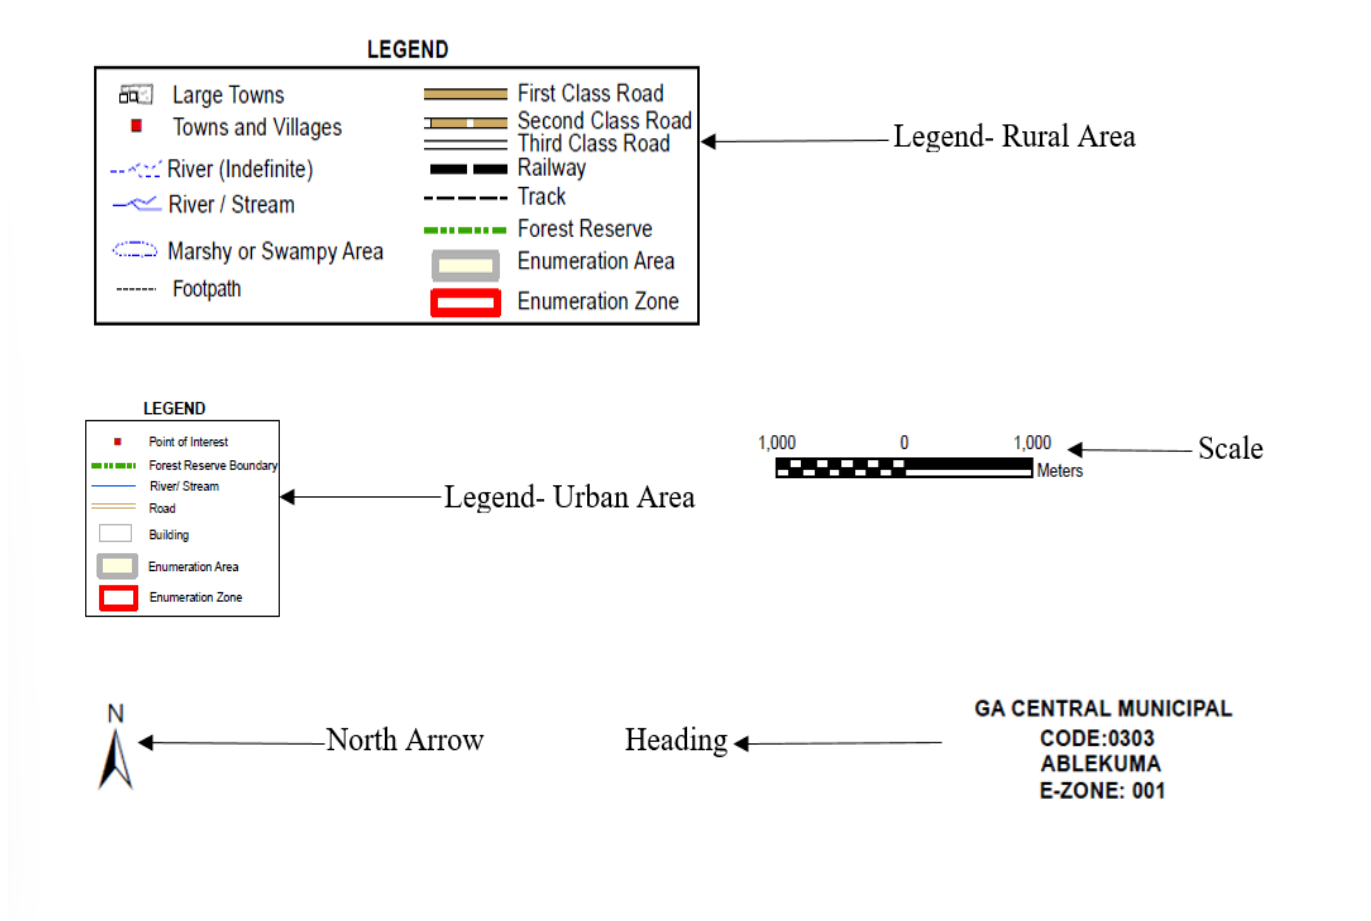 LEGEND
Large Towns
Towns and Villages
River (Indefinite)
River / Stream
Marshy or Swampy Area
Footpath
First Class Road
Second Class Road
Third Class Road
Railway
Track
Forest Reserve
Enumeration Area
Enumeration Zone
Legend- Rural Area
LEGEND
Point of Interest
Forest Reserve Boundary
River/ Stream
Road
Building
Enumeration Area
Enumeration Zone
Legend- Urban Area
1,000 0 1,000
Meters
Scale
N
North Arrow
Heading
GA CENTRAL MUNICIPAL
CODE:0303
ABLEKUMA
E-ZONE: 001